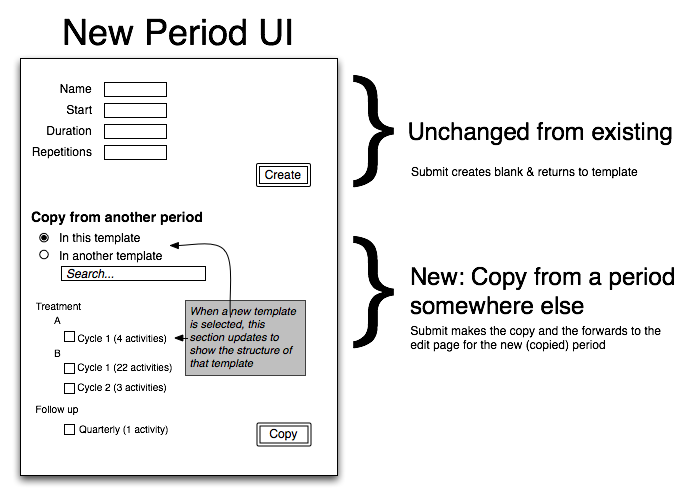 New Period UI
Name
Start
Duration
Repetitions
Create
Unchanged from existing
Submit creates blank & returns to template
Copy from another period
In this template
In another template
Search...
Treatment
A
Cycle 1 (4 activities)
B
Cycle 1 (22 activities)
Cycle 2 (3 activities)
Follow up
Quarterly (1 activity)
When a new template
is selected, this
section updates to
show the structure of
that template
Copy
New: Copy from a period
somewhere else
Submit makes the copy and the forwards to the
edit page for the new (copied) period